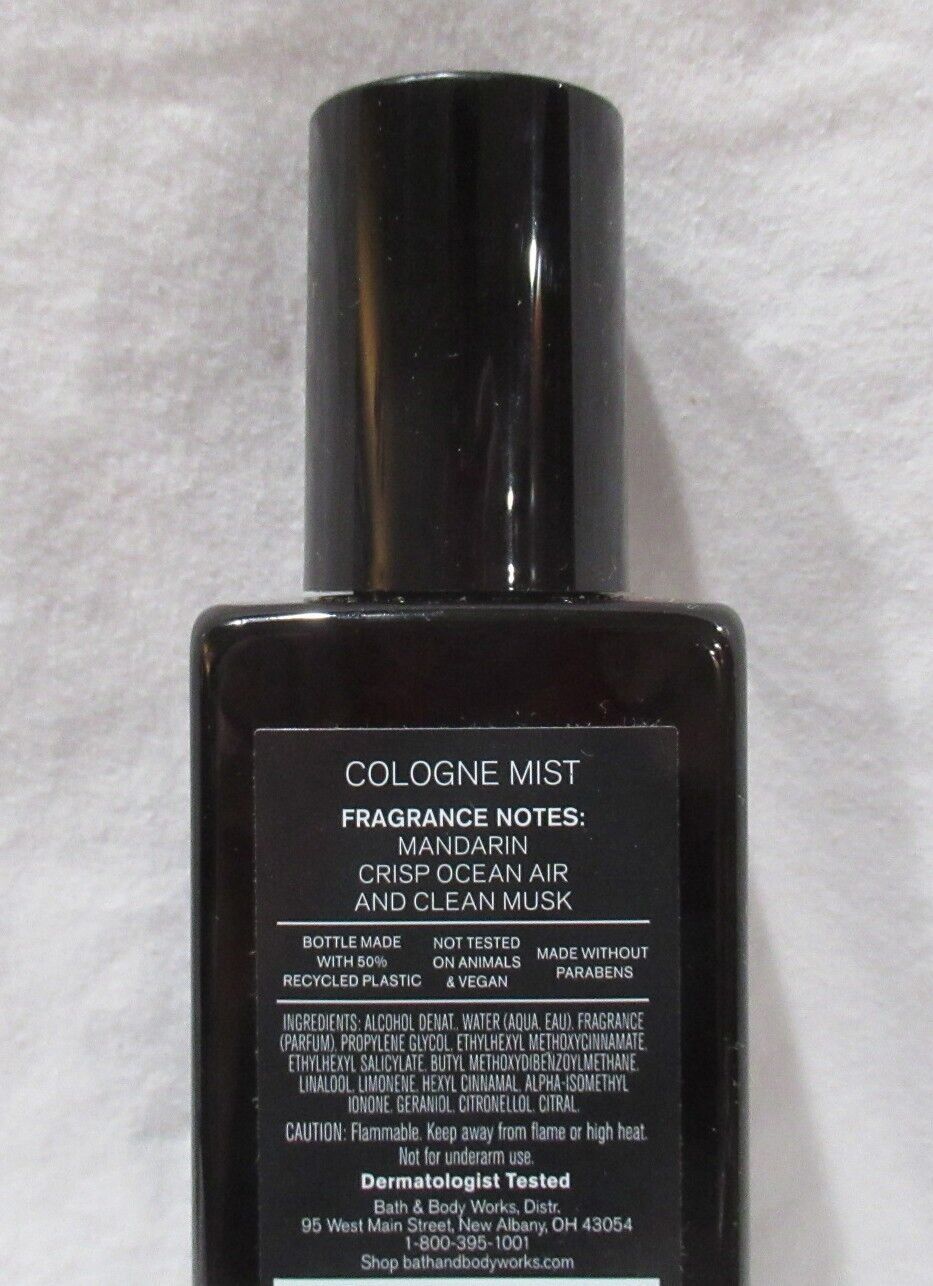 COLOGNE MIST
FRAGRANCE NOTES:
MANDARIN
CRISP OCEAN AIR
AND CLEAN MUSK
BOTTLE MADE
WITH 50%
RECYCLED PLASTIC
NOT TESTED
ON ANIMALS
& VEGAN
MADE WITHOUT
PARABENS
INGREDIENTS: ALCOHOL DENAT., WATER (AQUA, EAU), FRAGRANCE
(PARFUM), PROPYLENE GLYCOL, ETHYLHEXYL METHOXYCINNAMATE,
ETHYLHEXYL SALICYLATE, BUTYL METHOXYDIBENZOYLMETHANE,
LINALOOL, LIMONENE, HEXYL CINNAMAL, ALPHA-ISOMETHYL
IONONE, GERANIOL, CITRONELLOL, CITRAL.
CAUTION: Flammable. Keep away from flame or high heat.
Not for underarm use.
Dermatologist Tested
Bath & Body Works, Distr.
95 West Main Street, New Albany, OH 43054
1-800-395-1001
Shop bathandbodyworks.com